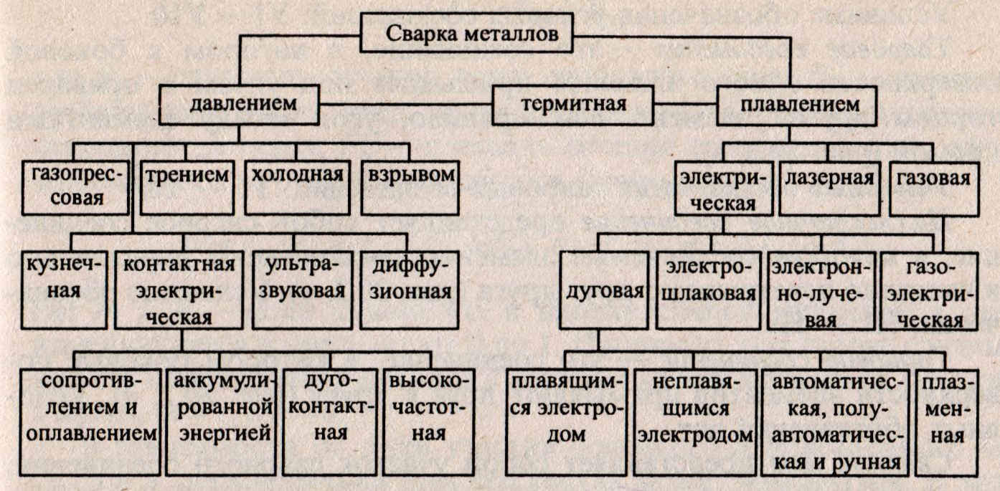 Сварка металлов
давлением
термитная
плавлением
газопрес-
совая
трением
холодная
взрывом
электри-
ческая
лазерная
газовая
кузнеч-
ная
контактная
электри-
ческая
ультра-
звуковая
диффу-
зионная
дуговая
электро-
шлаковая
электрон-
но-луче-
вая
газо-
электри-
ческая
сопротив-
лением и
оплавлением
аккумули-
рованной
энергией
дуго-
контакт-
ная
высоко-
частот-
ная
плавящим-
ся электро-
дом
неплавя-
щимся
электродом
автоматичес-
кая, полу-
автоматичес-
кая и ручная
плаз-
мен-
ная